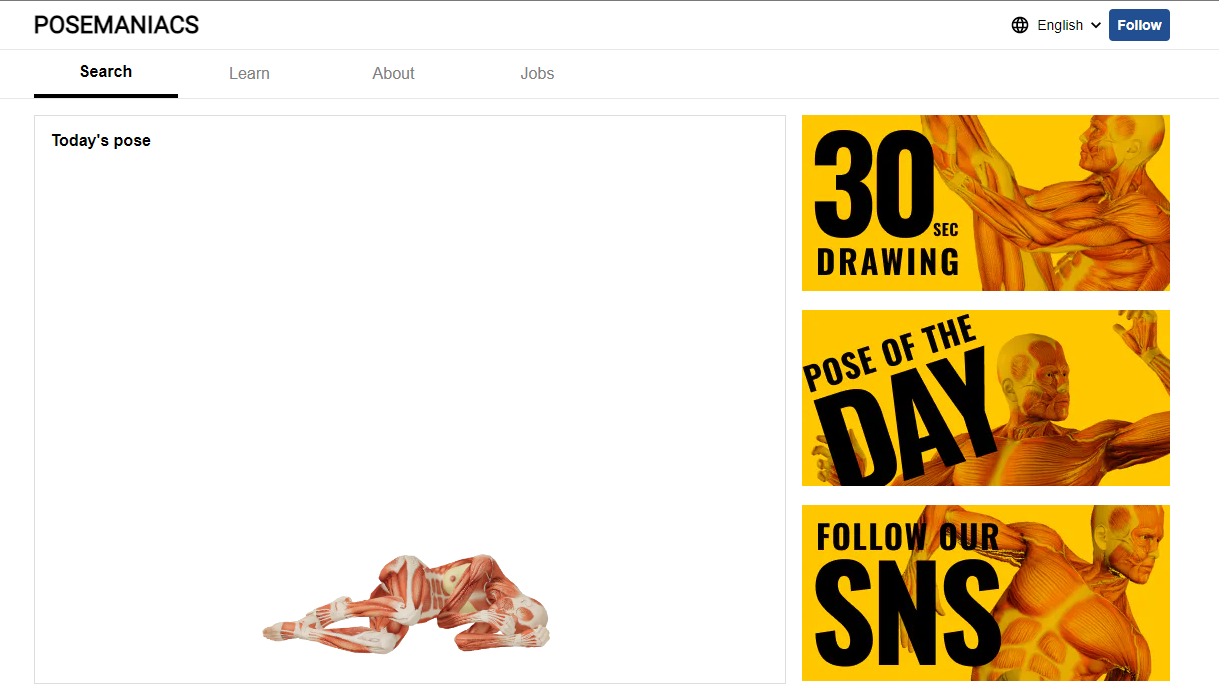 POSEMANIACS
English
Follow
Search
Learn
About
Jobs
Today's pose
30
SEC
DRAWING
POSE OF THE
DAY
FOLLOW OUR
SNS